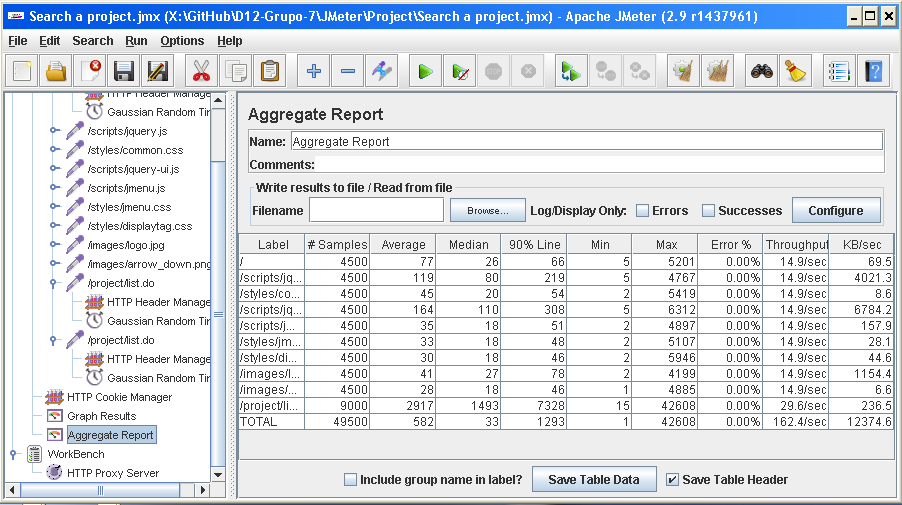 Search a project.jmx (X:\GitHub\D12-Grupo-7\JMeter\Project\Search a project.jmx) - Apache JMeter (2.9 r1437961)
File Edit Search Run Options Help
HTTP Header Manager
Gaussian Random Tir
/scripts/jquery.js
/styles/common.css
/scripts/jquery-ui.js
/scripts/jmenu.js
/styles/jmenu.css
/styles/displaytag.css
/images/logo.jpg
/images/arrow_down.png
/project/list.do
HTTP Header Manage
Gaussian Random Tir
/project/list.do
HTTP Header Manage
Gaussian Random Tir
HTTP Cookie Manager
Graph Results
Aggregate Report
WorkBench
HTTP Proxy Server
Aggregate Report
Name: Aggregate Report
Comments:
Write results to file / Read from file
Filename Browse... Log/Display Only: Errors Successes Configure
Label # Samples Average Median 90% Line Min Max Error % Throughput KB/sec
/ 4500 77 26 66 5 5201 0.00% 14.9/sec 69.5
/scripts/jq... 4500 119 80 219 5 4767 0.00% 14.9/sec 4021.3
/styles/co... 4500 45 20 54 2 5419 0.00% 14.9/sec 8.6
/scripts/jq... 4500 164 110 308 5 6312 0.00% 14.9/sec 6784.2
/scripts/j... 4500 35 18 51 2 4897 0.00% 14.9/sec 157.9
/styles/jm... 4500 33 18 48 2 5107 0.00% 14.9/sec 28.1
/styles/di... 4500 30 18 46 2 5946 0.00% 14.9/sec 44.6
/images/l... 4500 41 27 78 2 4199 0.00% 14.9/sec 1154.4
/images/... 4500 28 18 46 1 4885 0.00% 14.9/sec 6.6
/project/li... 9000 2917 1493 7328 15 42608 0.00% 29.6/sec 236.5
TOTAL 49500 582 33 1293 1 42608 0.00% 162.4/sec 12374.6
Include group name in label? Save Table Data Save Table Header